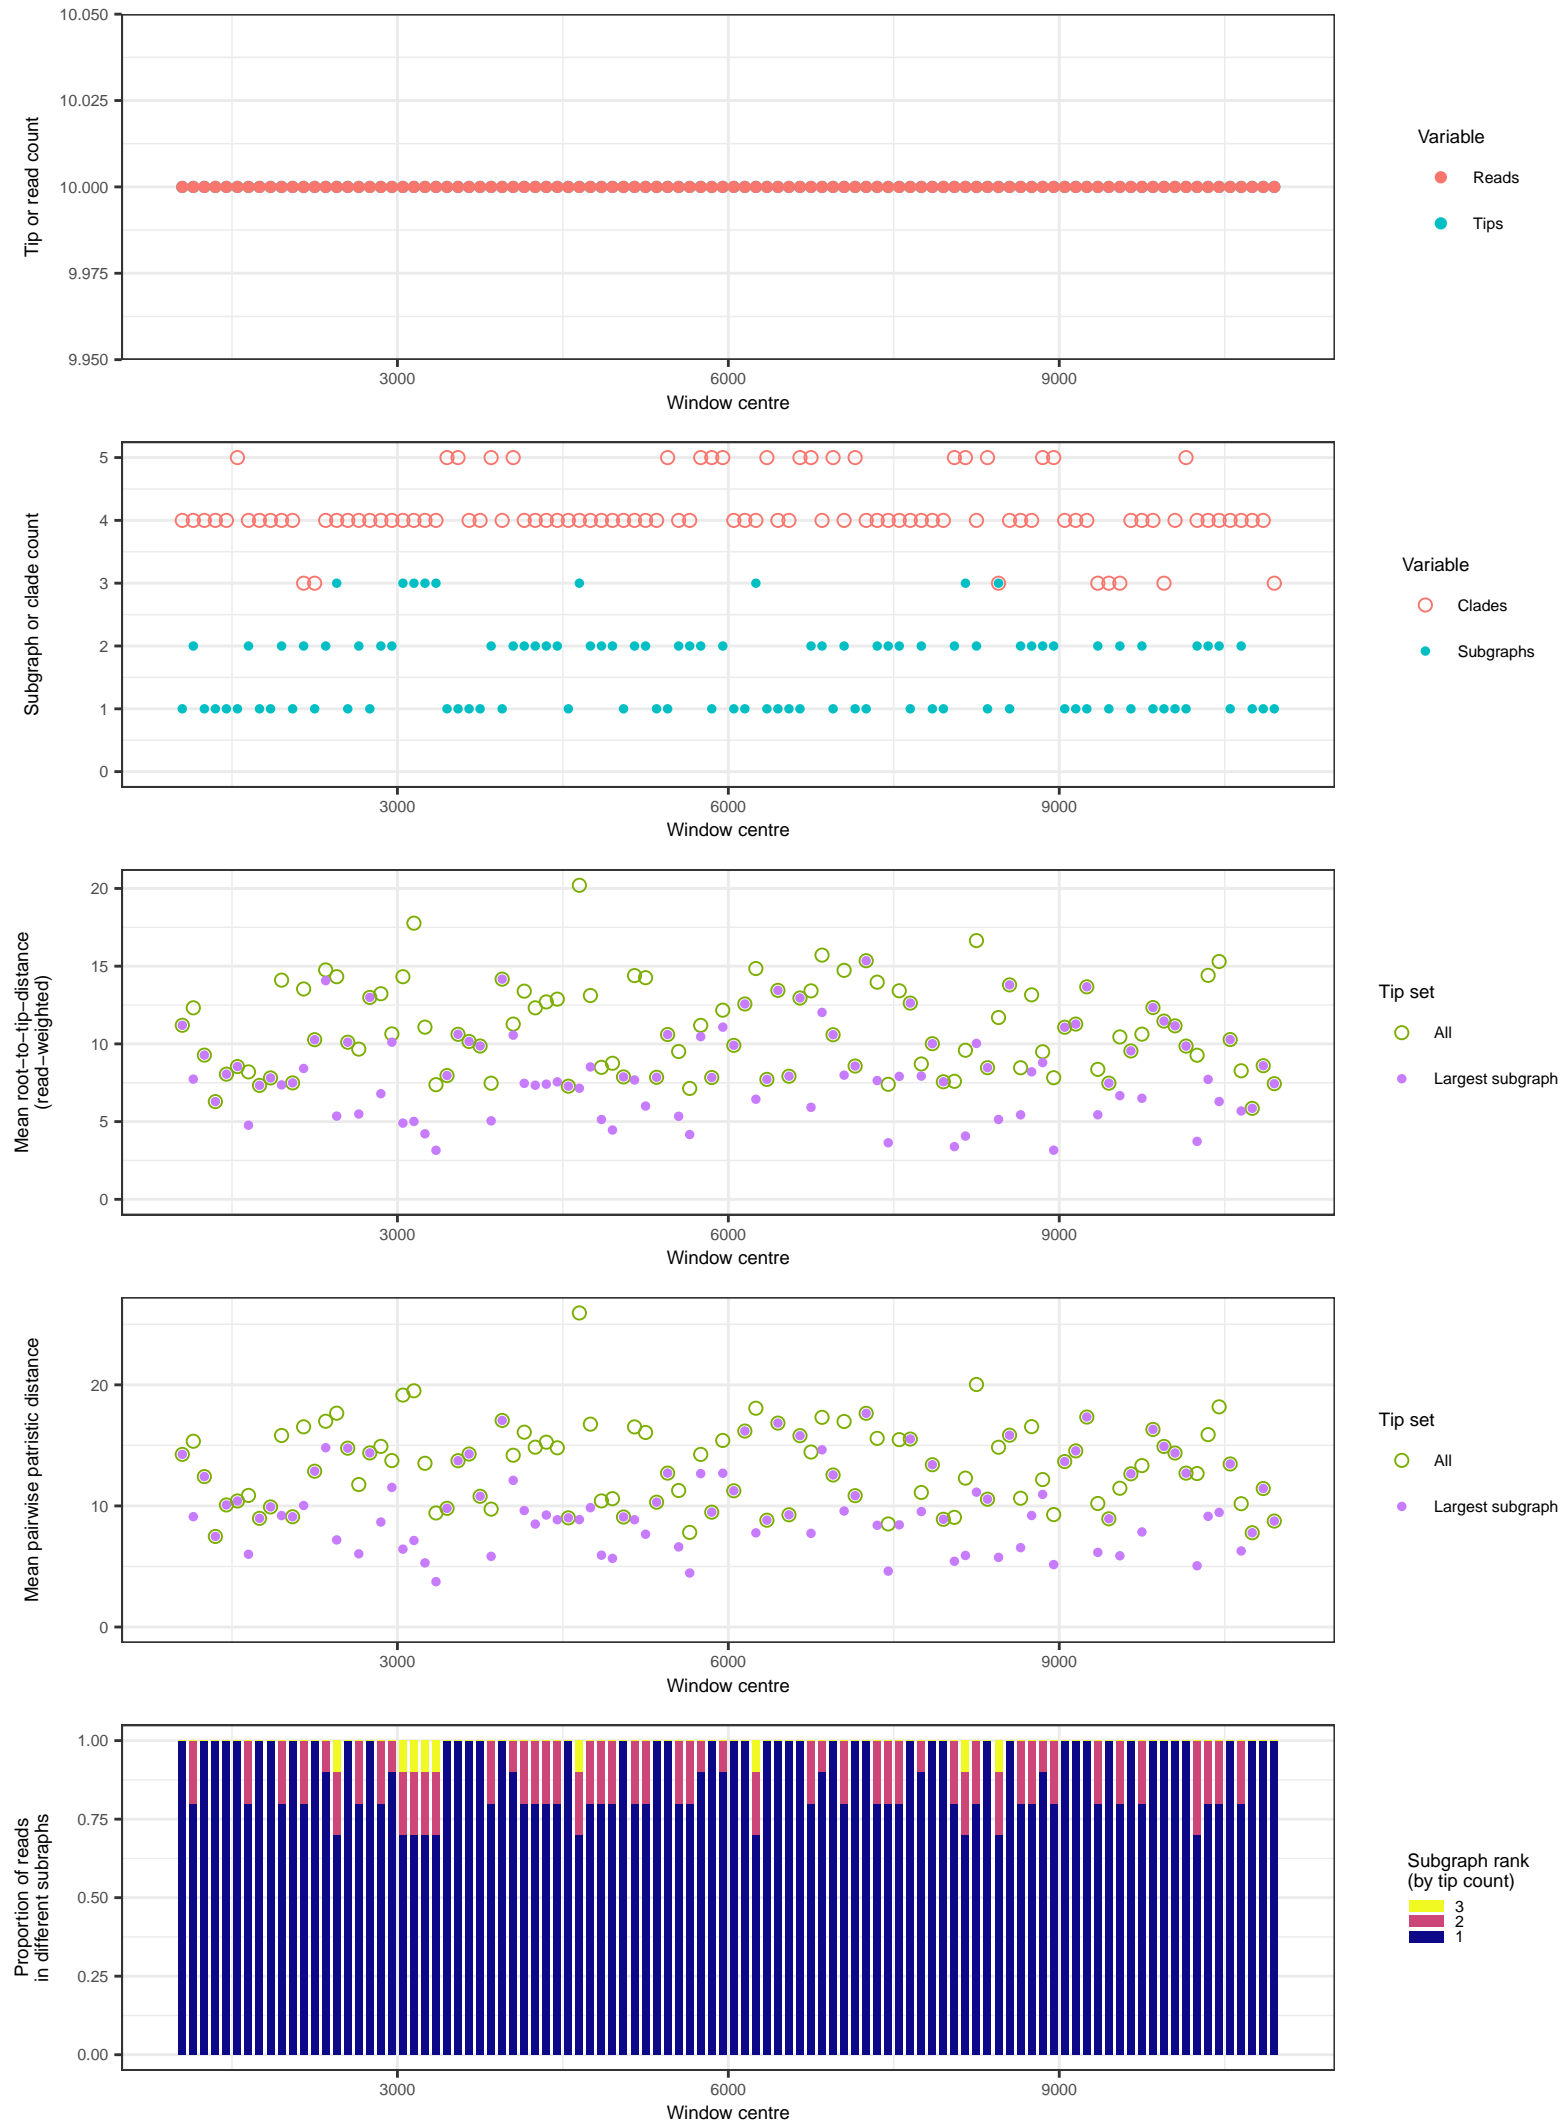 10.050
10.025
10.000
9.975
9.950
Tip or read count
3000
6000
9000
Window centre
Variable
Reads
Tips
5
4
3
2
1
0
Subgraph or clade count
3000
6000
9000
Window centre
Variable
Clades
Subgraphs
20
15
10
5
0
Mean root−to−tip−distance
(read−weighted)
3000
6000
9000
Window centre
Tip set
All
Largest subgraph
20
10
0
Mean pairwise patristic distance
3000
6000
9000
Window centre
Tip set
All
Largest subgraph
1.00
0.75
0.50
0.25
0.00
Proportion of reads
in different subraphs
3000
6000
9000
Window centre
Subgraph rank
(by tip count)
3
2
1